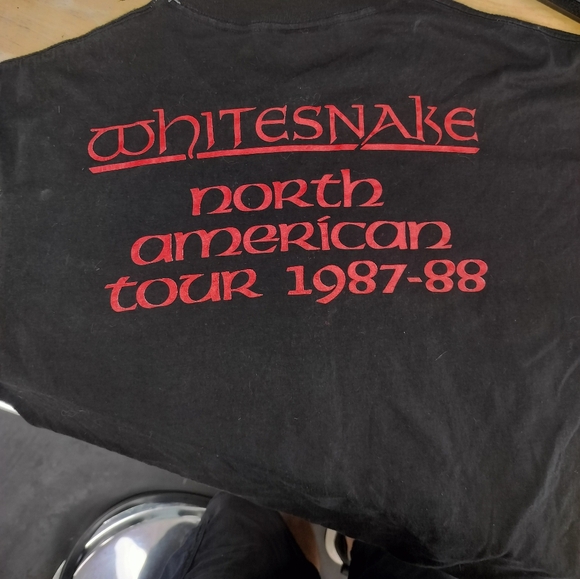 WHITESNAKE
north
american
tour 1987-88